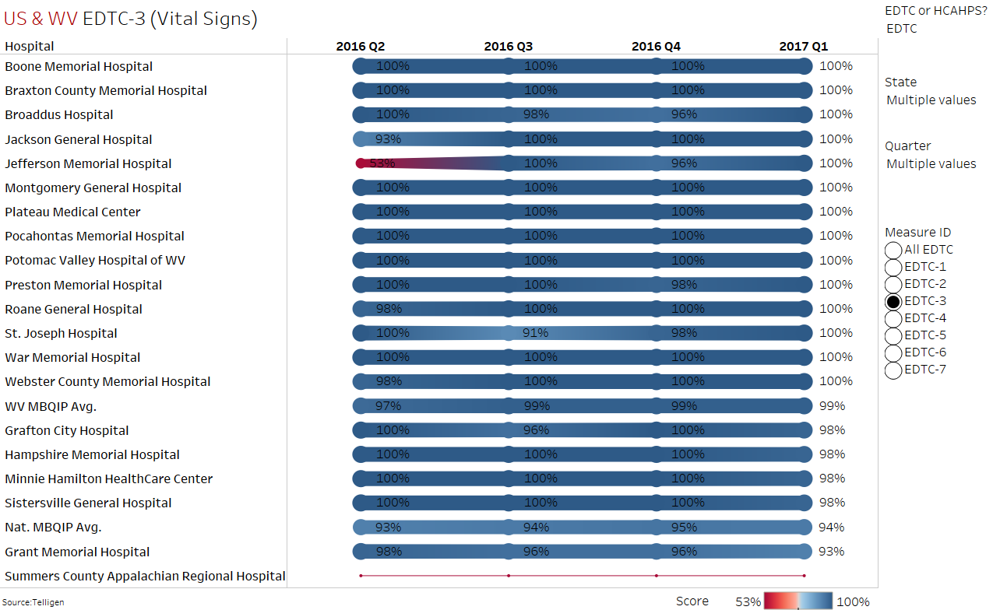 US & WV EDTC-3 (Vital Signs)
EDTC or HCAHPS?
EDTC
Hospital 2016 Q2 2016 Q3 2016 Q4 2017 Q1
Boone Memorial Hospital 100% 100% 100% 100%
Braxton County Memorial Hospital 100% 100% 100% 100%
Broaddus Hospital 100% 98% 96% 100%
Jackson General Hospital 93% 100% 100% 100%
Jefferson Memorial Hospital 53% 100% 96% 100%
Montgomery General Hospital 100% 100% 100% 100%
Plateau Medical Center 100% 100% 100% 100%
Pocahontas Memorial Hospital 100% 100% 100% 100%
Potomac Valley Hospital of WV 100% 100% 100% 100%
Preston Memorial Hospital 100% 100% 98% 100%
Roane General Hospital 98% 100% 100% 100%
St. Joseph Hospital 100% 91% 98% 100%
War Memorial Hospital 100% 100% 100% 100%
Webster County Memorial Hospital 98% 100% 100% 100%
WV MBQIP Avg. 97% 99% 99% 99%
Grafton City Hospital 100% 96% 100% 98%
Hampshire Memorial Hospital 100% 100% 100% 98%
Minnie Hamilton HealthCare Center 100% 100% 100% 98%
Sistersville General Hospital 100% 100% 100% 98%
Nat. MBQIP Avg. 93% 94% 95% 94%
Grant Memorial Hospital 98% 96% 96% 93%
Summers County Appalachian Regional Hospital
State
Multiple values
Quarter
Multiple values
Measure ID
All EDTC
EDTC-1
EDTC-2
EDTC-3
EDTC-4
EDTC-5
EDTC-6
EDTC-7
Source:Telligen
Score 53% 100%